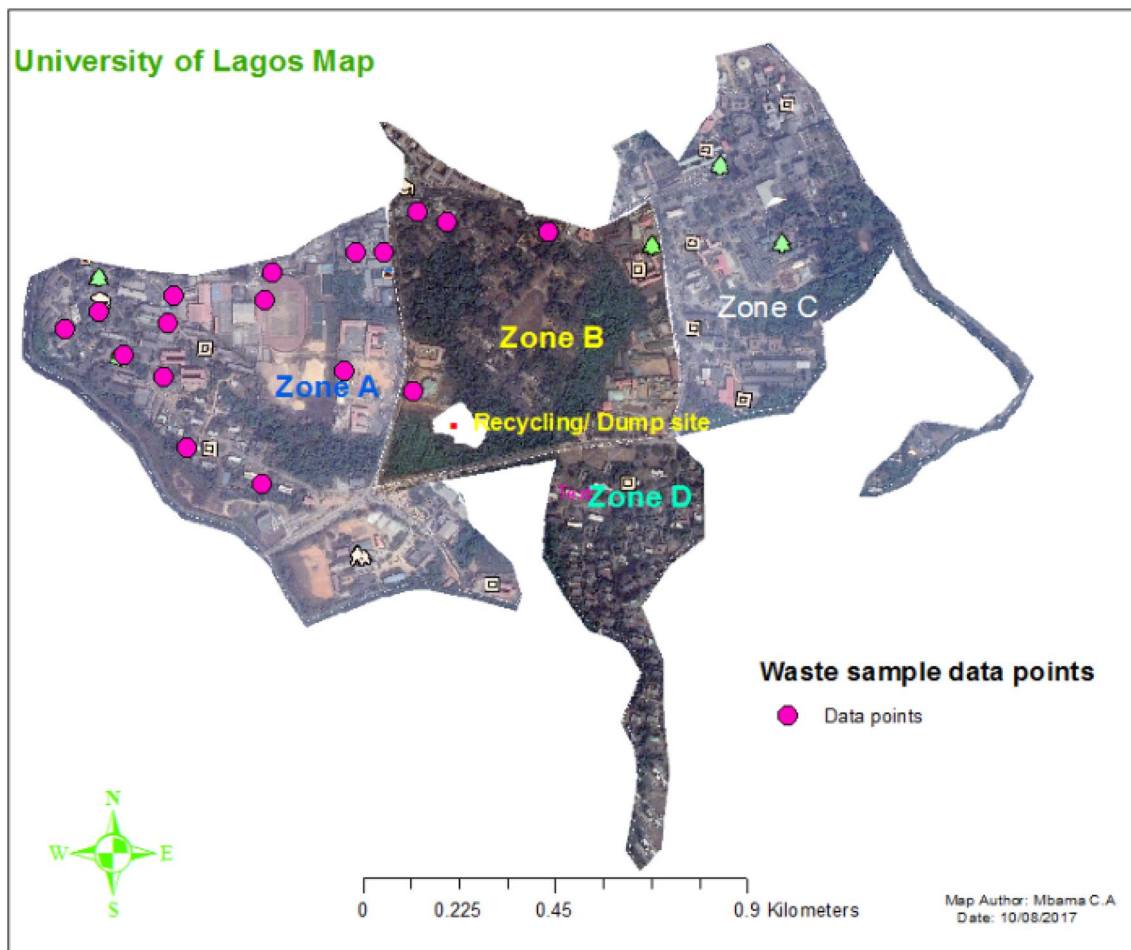 University of Lagos Map
Zone C
Zone B
Zone A
Recycling/ Dump site
Zone D
Waste sample data points
Data points
N
W E
S
0 0.225 0.45 0.9 Kilometers
Map Author: Mbama C.A
Date: 10/08/2017